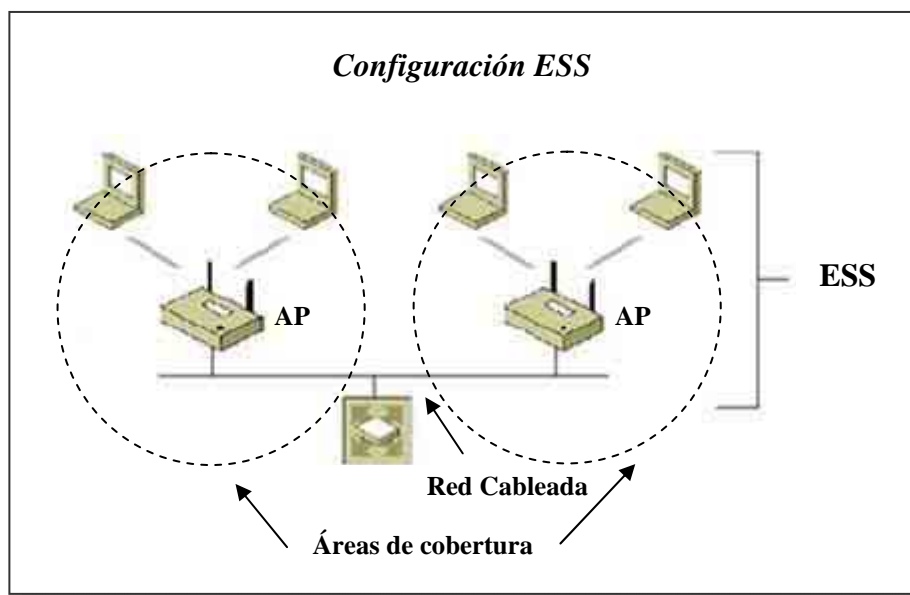 Configuración ESS
ESS
AP
AP
Red Cableada
Áreas de cobertura